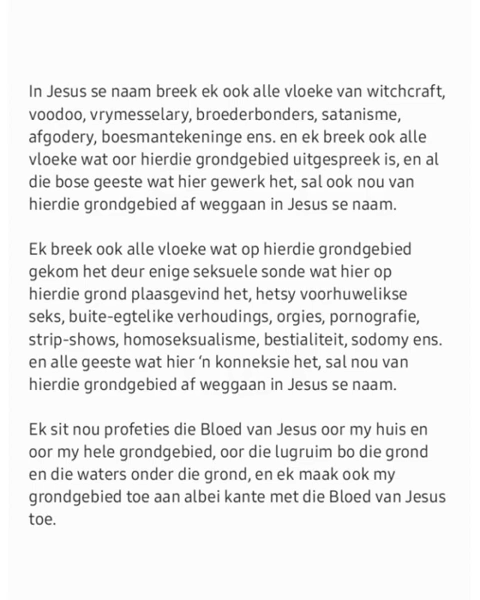 In Jesus se naam breek ek ook alle vloeke van witchcraft,
voodoo, vrymesselary, broederbonders, satanisme,
afgodery, boesmantekeninge ens. en ek breek ook alle
vloeke wat oor hierdie grondgebied uitgespreek is, en al
die bose geeste wat hier gewerk het, sal ook nou van
hierdie grondgebied af weggaan in Jesus se naam.
Ek breek ook alle vloeke wat op hierdie grondgebied
gekom het deur enige seksuele sonde wat hier op
hierdie grond plaasgevind het, hetsy voorhuwelikse
seks, buite-egtelike verhoudings, orgies, pornografie,
strip-shows, homoseksualisme, bestialiteit, sodomy ens.
en alle geeste wat hier ‘n konneksie het, sal nou van
hierdie grondgebied af weggaan in Jesus se naam.
Ek sit nou profeties die Bloed van Jesus oor my huis en
oor my hele grondgebied, oor die lugruim bo die grond
en die waters onder die grond, en ek maak ook my
grondgebied toe aan albei kante met die Bloed van Jesus
toe.